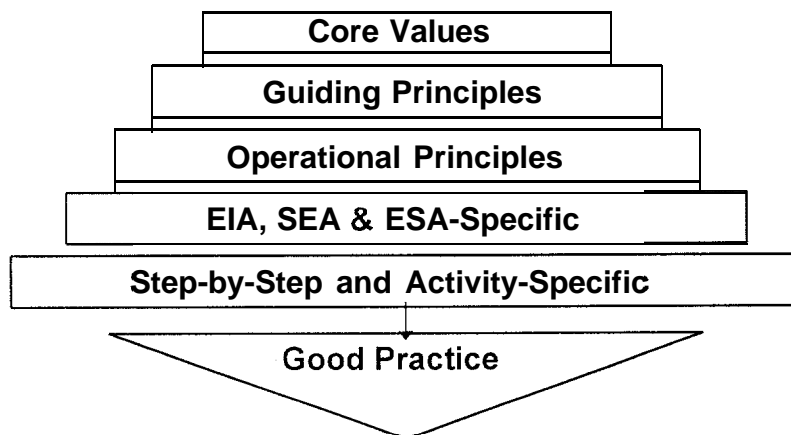 Core Values
Guiding Principles
Operational Principles
EIA, SEA & ESA-Specific
Step-by-Step and Activity-Specific
Good Practice